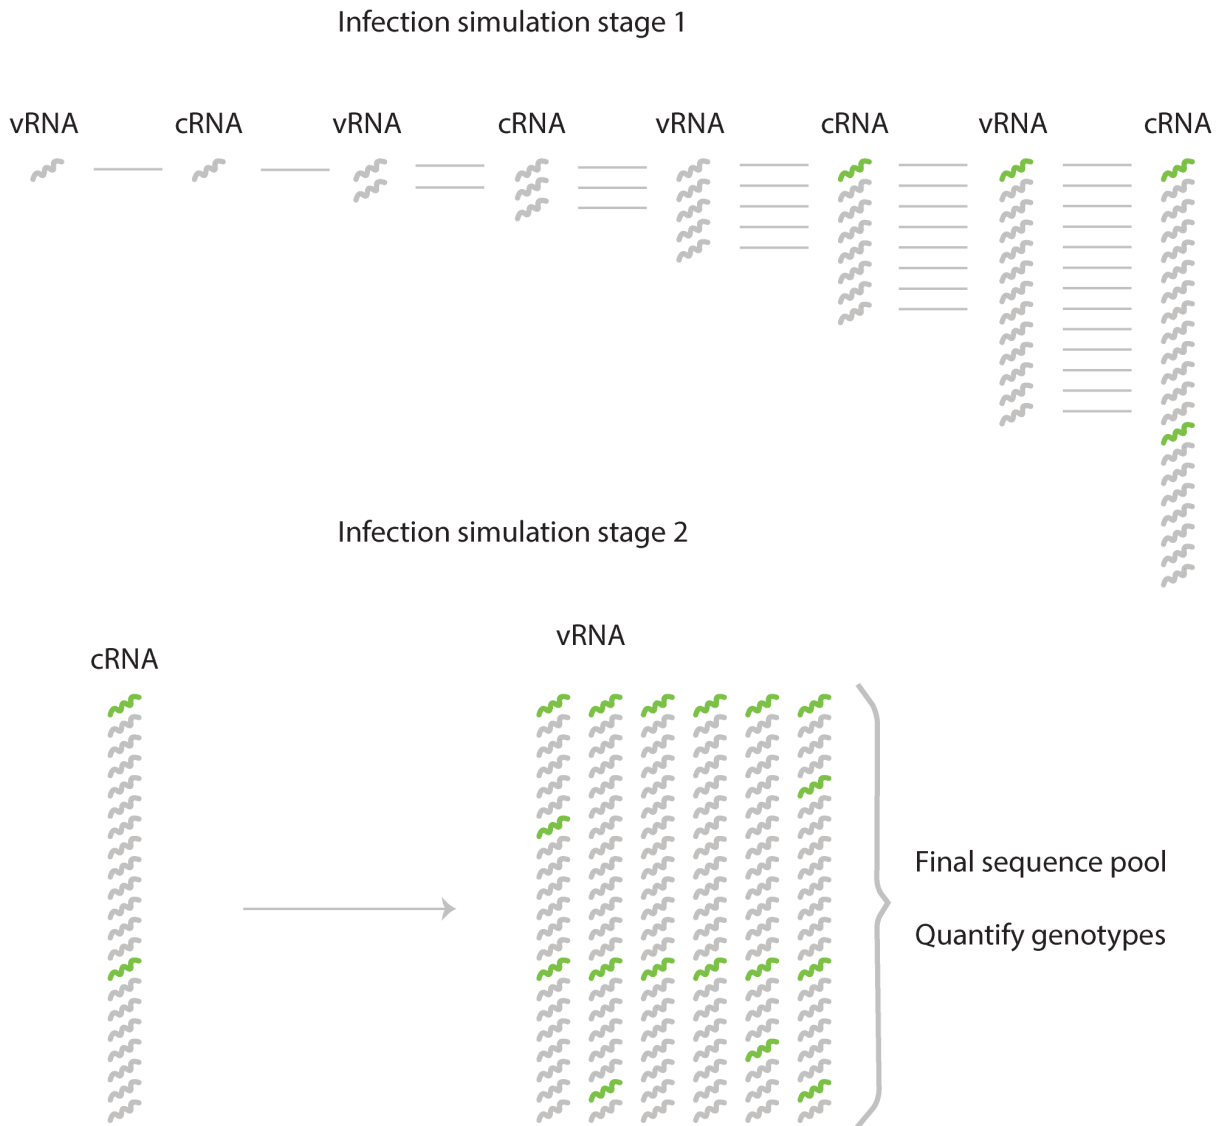 Infection simulation stage 1
vRNA cRNA vRNA cRNA vRNA cRNA vRNA cRNA
Infection simulation stage 2
vRNA
cRNA
Final sequence pool
Quantify genotypes